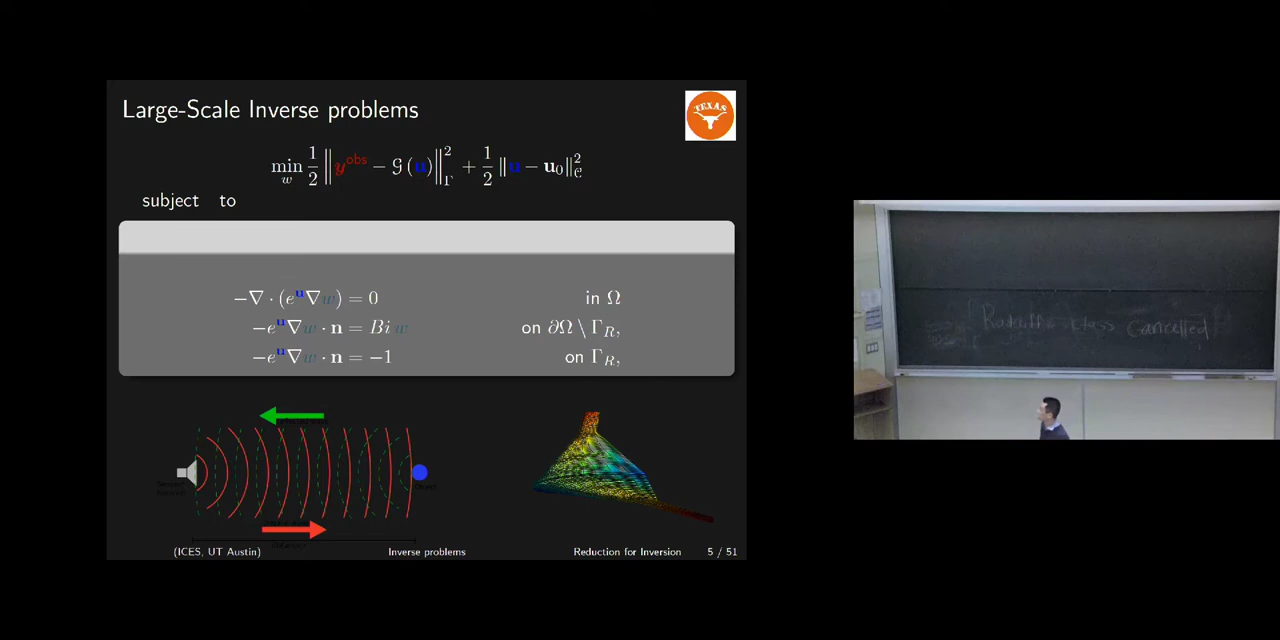 Large-Scale Inverse problems
TEXAS
min_w 1/2 ‖y^obs − 𝒢(u)‖²_Γ + 1/2 ‖u − u₀‖²_𝒞
subject to
−∇ · (e^u ∇w) = 0 in Ω
−e^u ∇w · n = Bi w on ∂Ω \ Γ_R,
−e^u ∇w · n = −1 on Γ_R,
Class Cancelled
(ICES, UT Austin) Inverse problems Reduction for Inversion 5 / 51